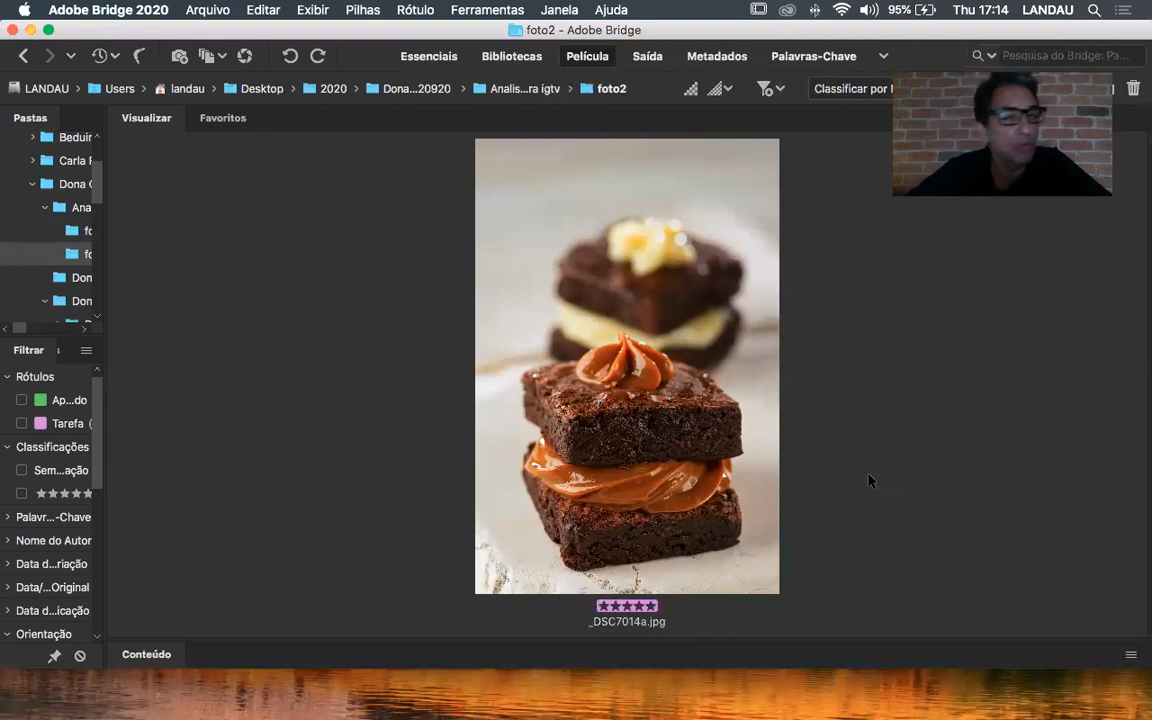 Adobe Bridge 2020 Arquivo Editar Exibir Pilhas Rótulo Ferramentas Janela Ajuda 95% Thu 17:14 LANDAU
foto2 - Adobe Bridge
Essenciais Bibliotecas Película Saída Metadados Palavras-Chave Pesquisa do Bridge: Pa...
LANDAU Users landau Desktop 2020 Dona...20920 Analis...ra igtv foto2 Classificar por
Pastas Visualizar Favoritos
Beduir
Carla F
Dona
Ana
fo
fo
Don
Don
Filtrar
Rótulos
Ap...do
Tarefa (
Classificações
Sem...ação
Palavr...-Chave
Nome do Autor
Data d...riação
Data/...Original
Data d...icação
Orientação
_DSC7014a.jpg
Conteúdo